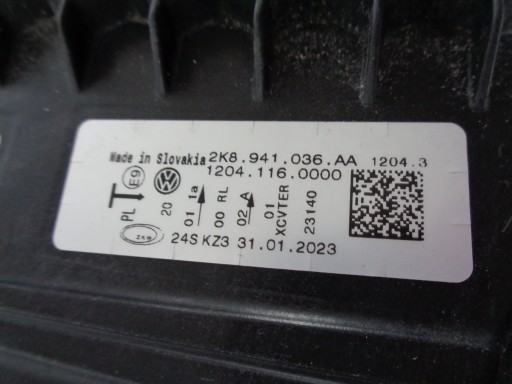 Made in Slovakia 2K8.941.036.AA 1204.3
1204.116.0000
E9
PL
20
01 1a
00 RL
02 A
01
XCVTER
23140
ZKW
24S KZ3 31.01.2023